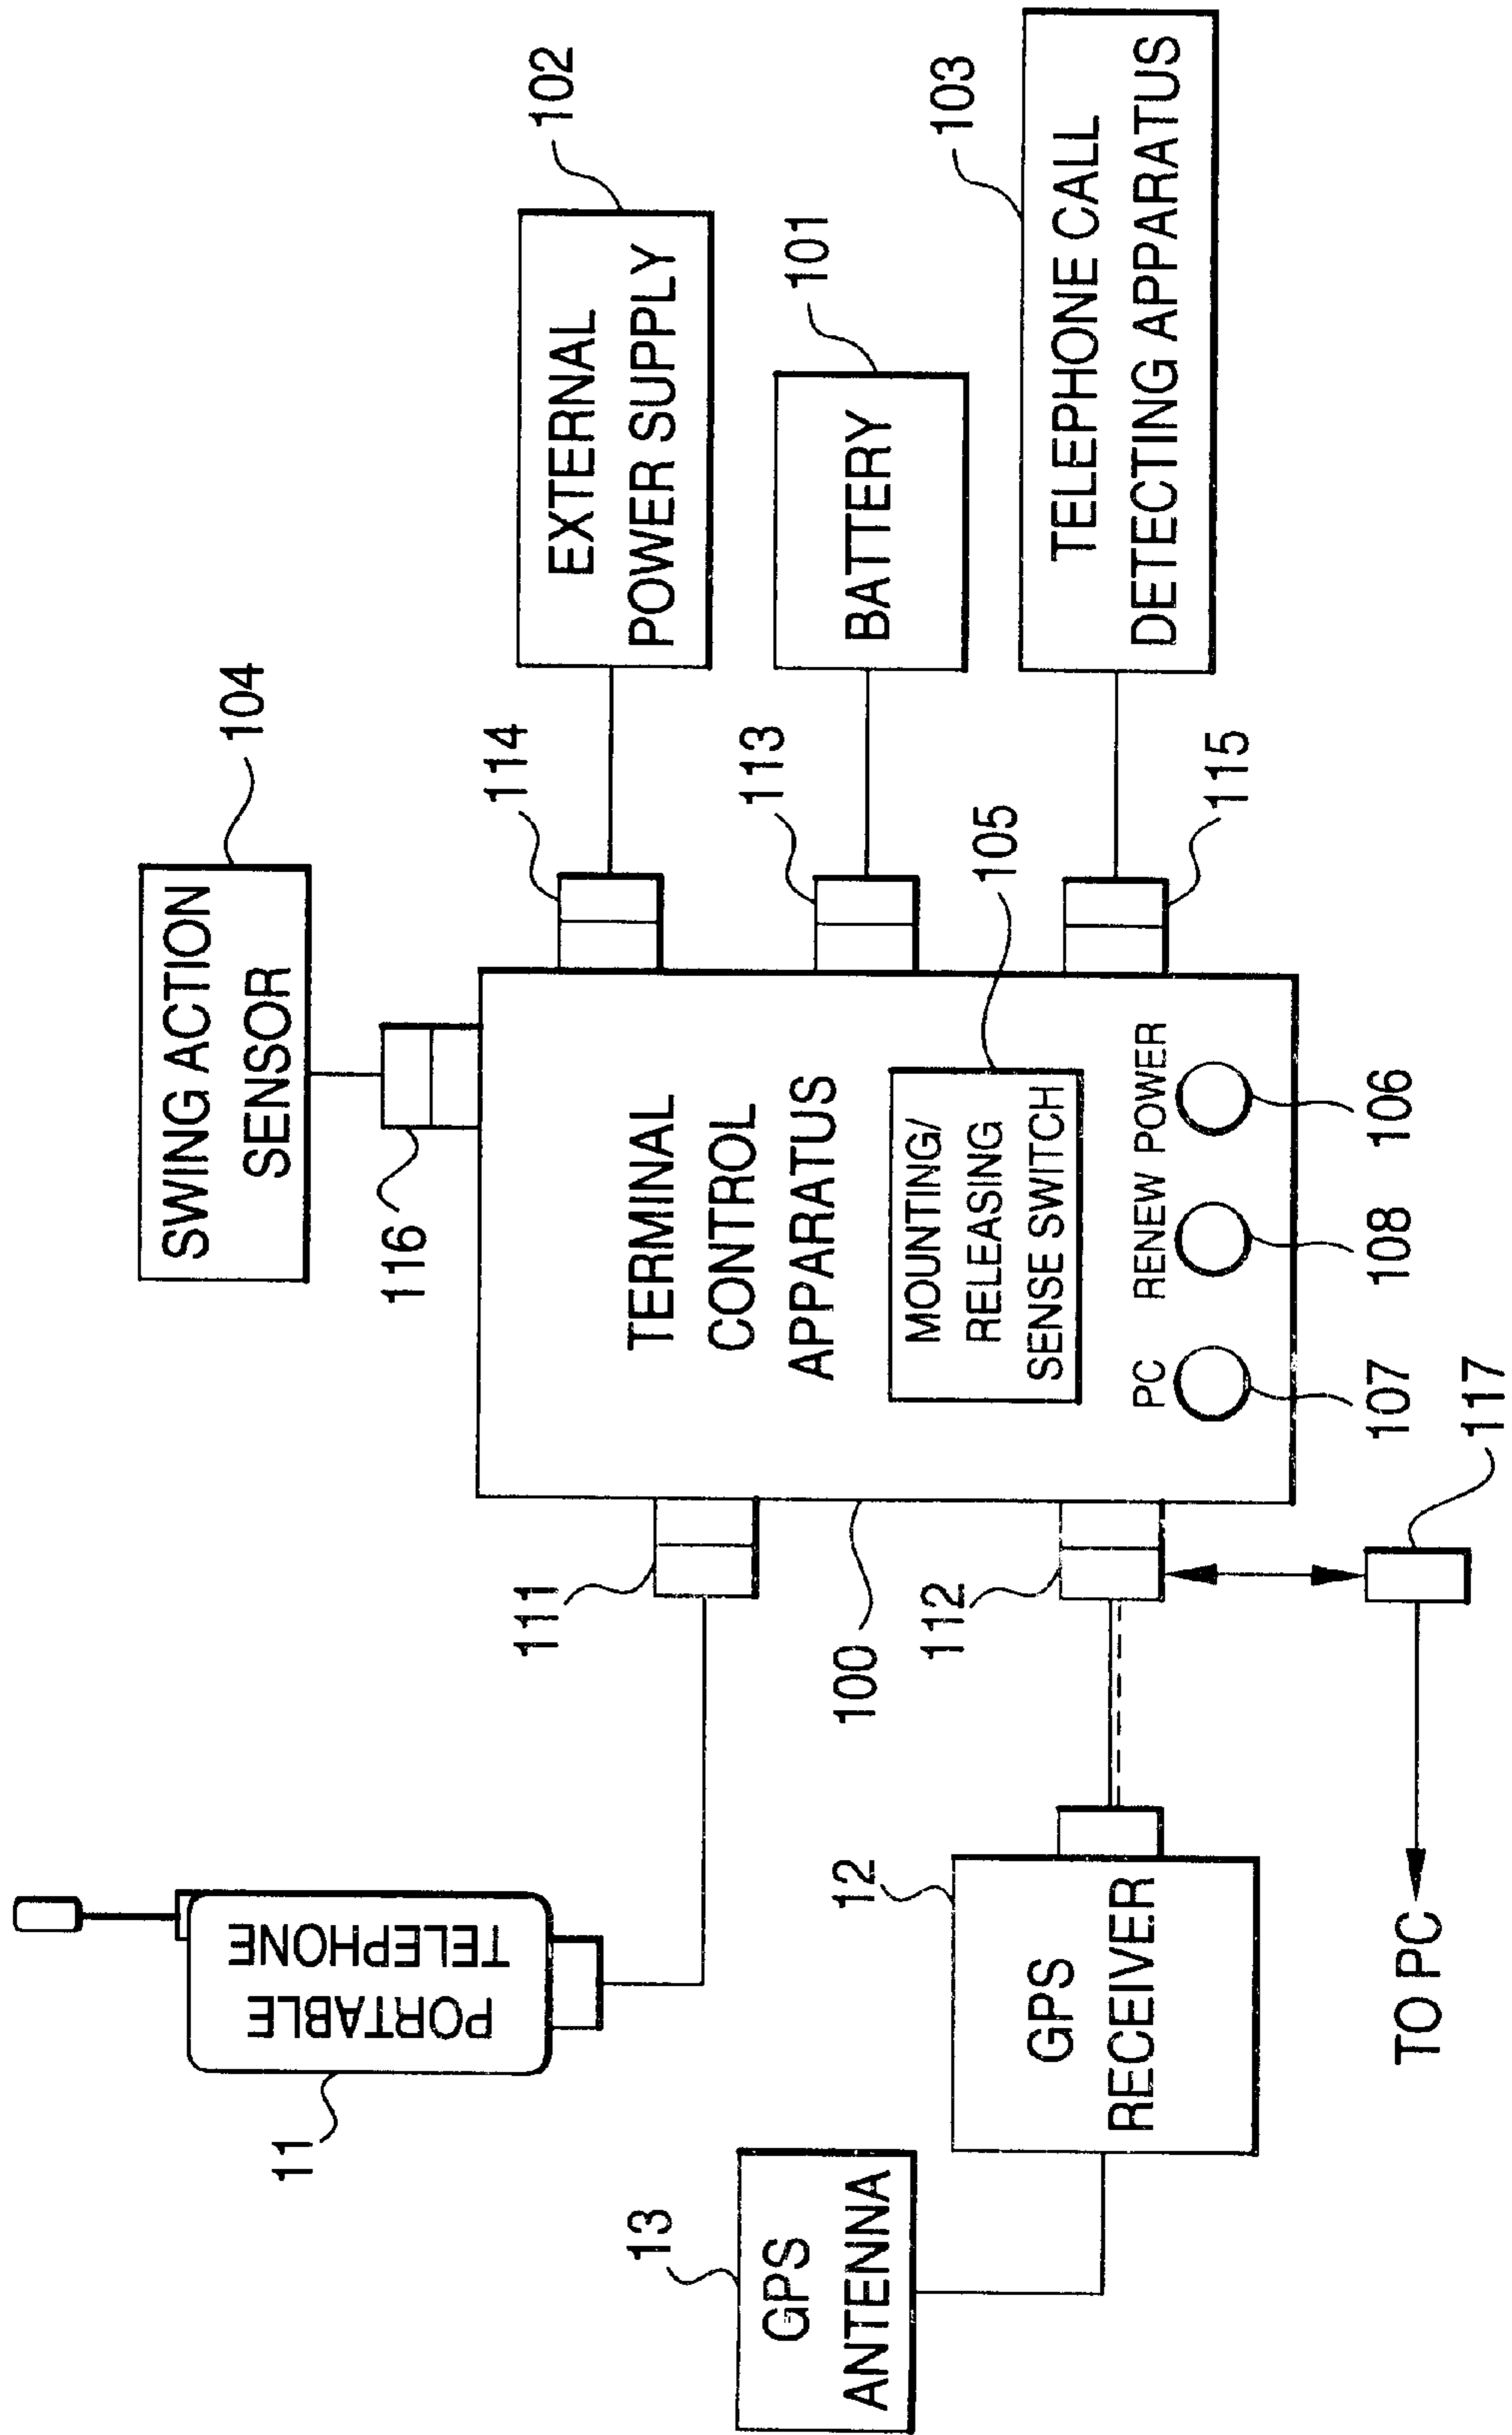 11
PORTABLE
TELEPHONE
13
GPS
ANTENNA
12
GPS
RECEIVER
TO PC
117
111
112
100
TERMINAL
CONTROL
APPARATUS
MOUNTING/
RELEASING
SENSE SWITCH
105
PC
RENEW
POWER
107
108
106
116
SWING ACTION
SENSOR
104
114
EXTERNAL
POWER SUPPLY
102
113
BATTERY
101
115
TELEPHONE CALL
DETECTING APPARATUS
103